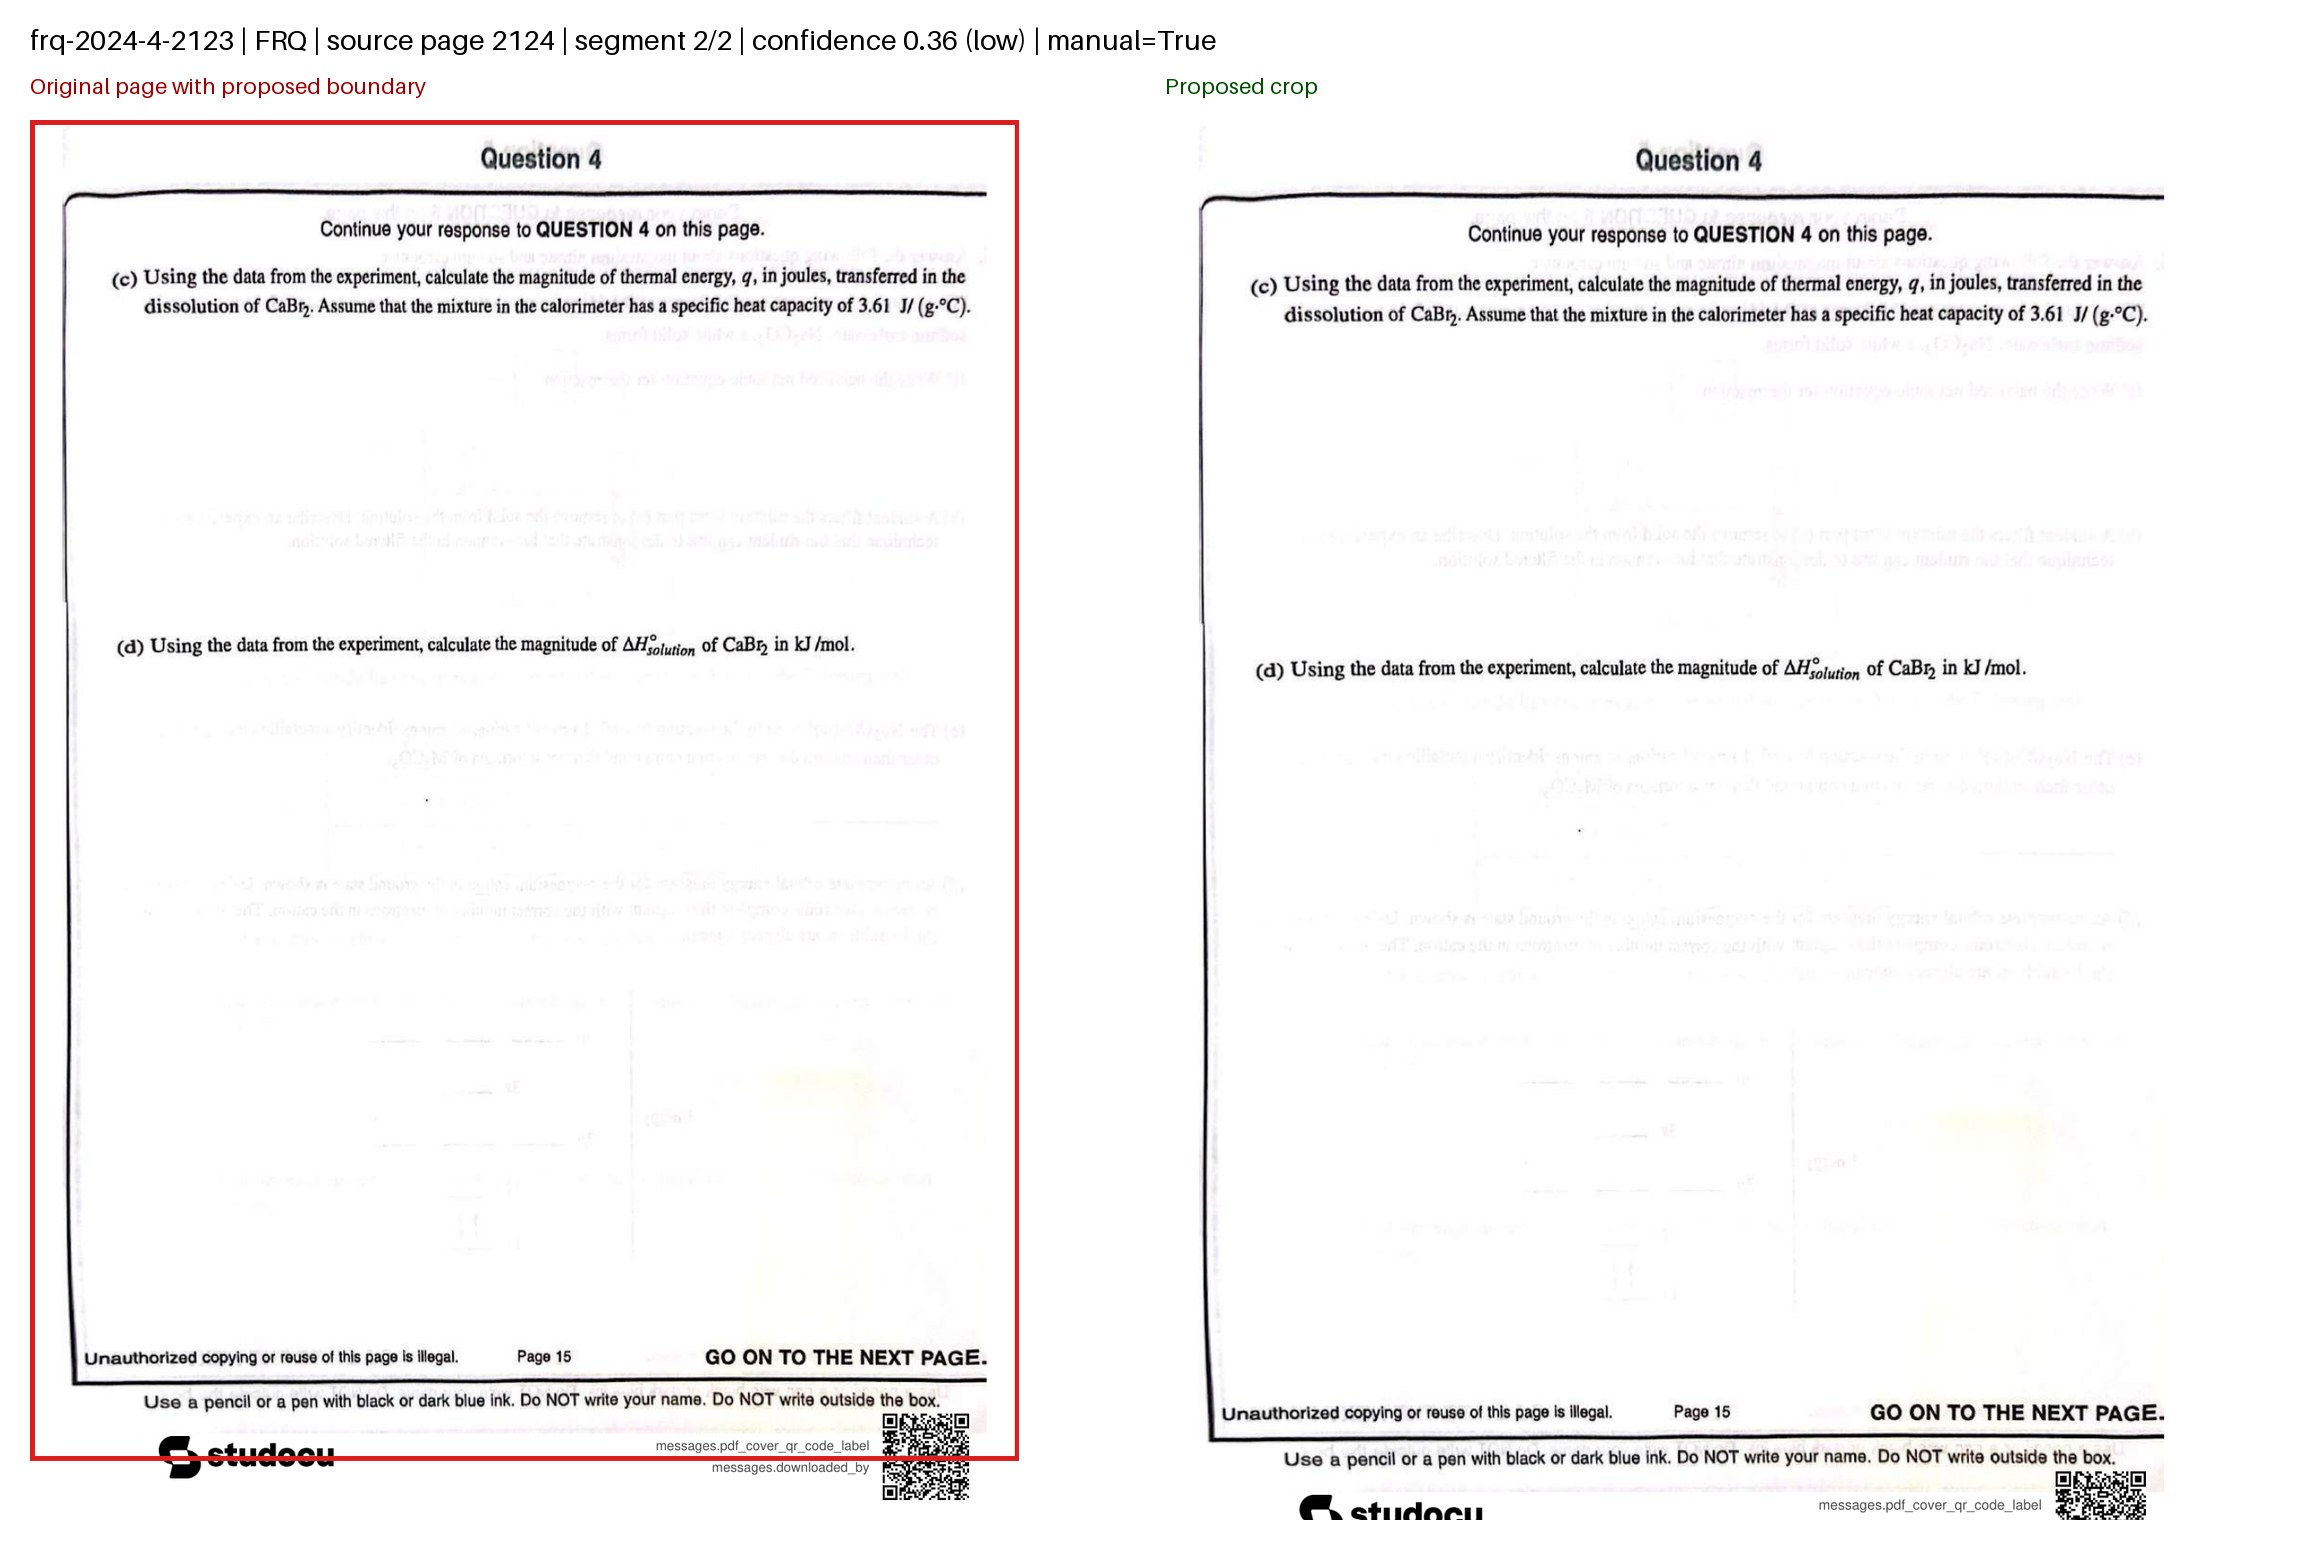 frq-2024-4-2123 | FRQ | source page 2124 | segment 2/2 | confidence 0.36 (low) | manual=True
Original page with proposed boundary
Question 4
Continue your response to QUESTION 4 on this page.
(c) Using the data from the experiment, calculate the magnitude of thermal energy, q, in joules, transferred in the
dissolution of CaBr₂. Assume that the mixture in the calorimeter has a specific heat capacity of 3.61 J/(g·°C).
(d) Using the data from the experiment, calculate the magnitude of ΔH°solution of CaBr₂ in kJ/mol.
Unauthorized copying or reuse of this page is illegal. Page 15 GO ON TO THE NEXT PAGE.
Use a pencil or a pen with black or dark blue ink. Do NOT write your name. Do NOT write outside the box.
studocu
messages.pdf_cover_qr_code_label
messages.downloaded_by
Proposed crop
Question 4
Continue your response to QUESTION 4 on this page.
(c) Using the data from the experiment, calculate the magnitude of thermal energy, q, in joules, transferred in the
dissolution of CaBr₂. Assume that the mixture in the calorimeter has a specific heat capacity of 3.61 J/(g·°C).
(d) Using the data from the experiment, calculate the magnitude of ΔH°solution of CaBr₂ in kJ/mol.
Unauthorized copying or reuse of this page is illegal. Page 15 GO ON TO THE NEXT PAGE.
Use a pencil or a pen with black or dark blue ink. Do NOT write your name. Do NOT write outside the box.
studocu
messages.pdf_cover_qr_code_label